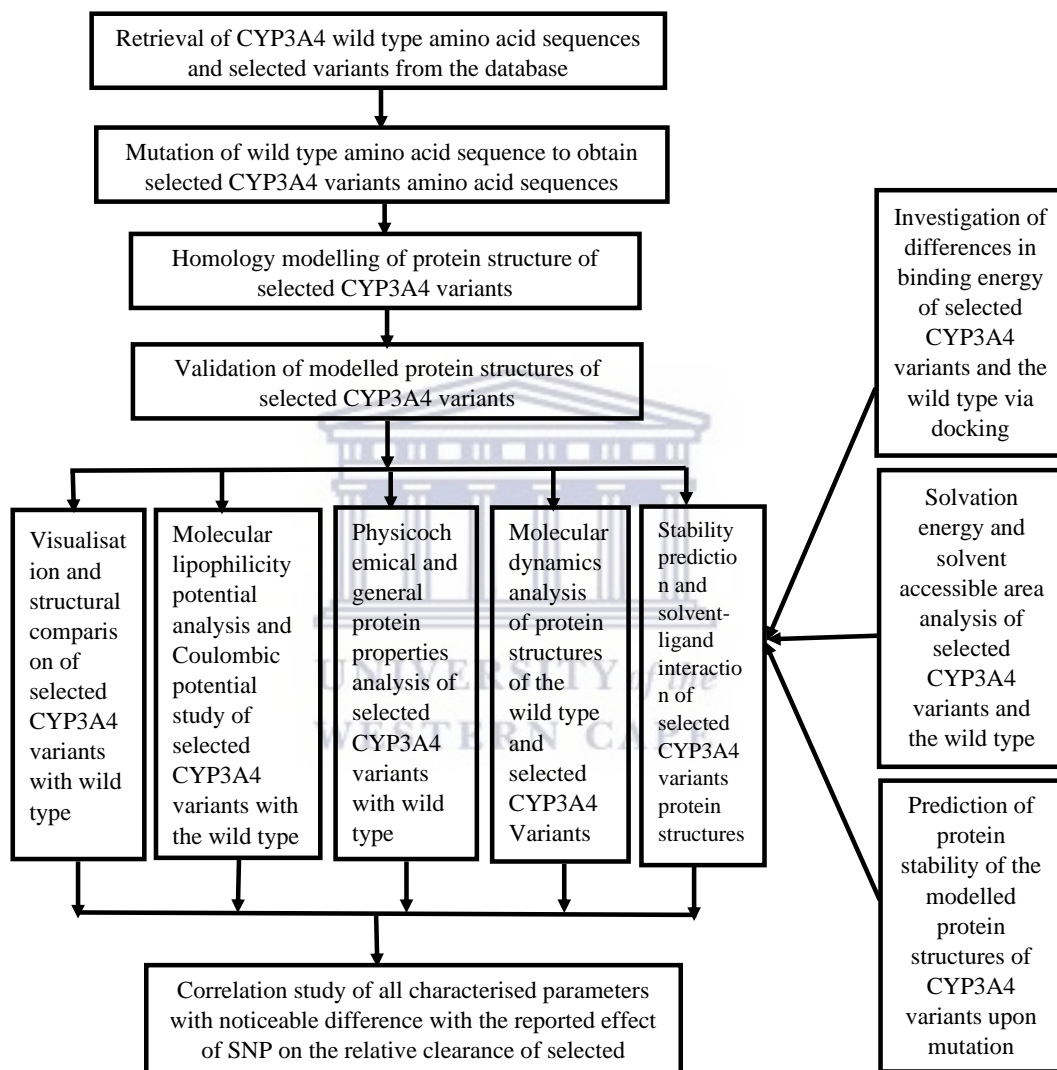 Retrieval of CYP3A4 wild type amino acid sequences
and selected variants from the database
Mutation of wild type amino acid sequence to obtain
selected CYP3A4 variants amino acid sequences
Homology modelling of protein structure of
selected CYP3A4 variants
Validation of modelled protein structures of
selected CYP3A4 variants
Visualisat
ion and
structural
comparis
on of
selected
CYP3A4
variants
with wild
type
Molecular
lipophilicity
potential
analysis and
Coulombic
potential
study of
selected
CYP3A4
variants with
the wild type
Physicoch
emical and
general
protein
properties
analysis of
selected
CYP3A4
variants
with wild
type
Molecular
dynamics
analysis
of protein
structures
of the
wild type
and
selected
CYP3A4
Variants
Stability
predictio
n and
solvent-
ligand
interactio
n of
selected
CYP3A4
variants
protein
structures
Investigation of
differences in
binding energy
of selected
CYP3A4
variants and the
wild type via
docking
Solvation
energy and
solvent
accessible area
analysis of
selected
CYP3A4
variants and
the wild type
Prediction of
protein
stability of the
modelled
protein
structures of
CYP3A4
variants upon
mutation
Correlation study of all characterised parameters
with noticeable difference with the reported effect
of SNP on the relative clearance of selected
UNIVERSITY of the
WESTERN CAPE